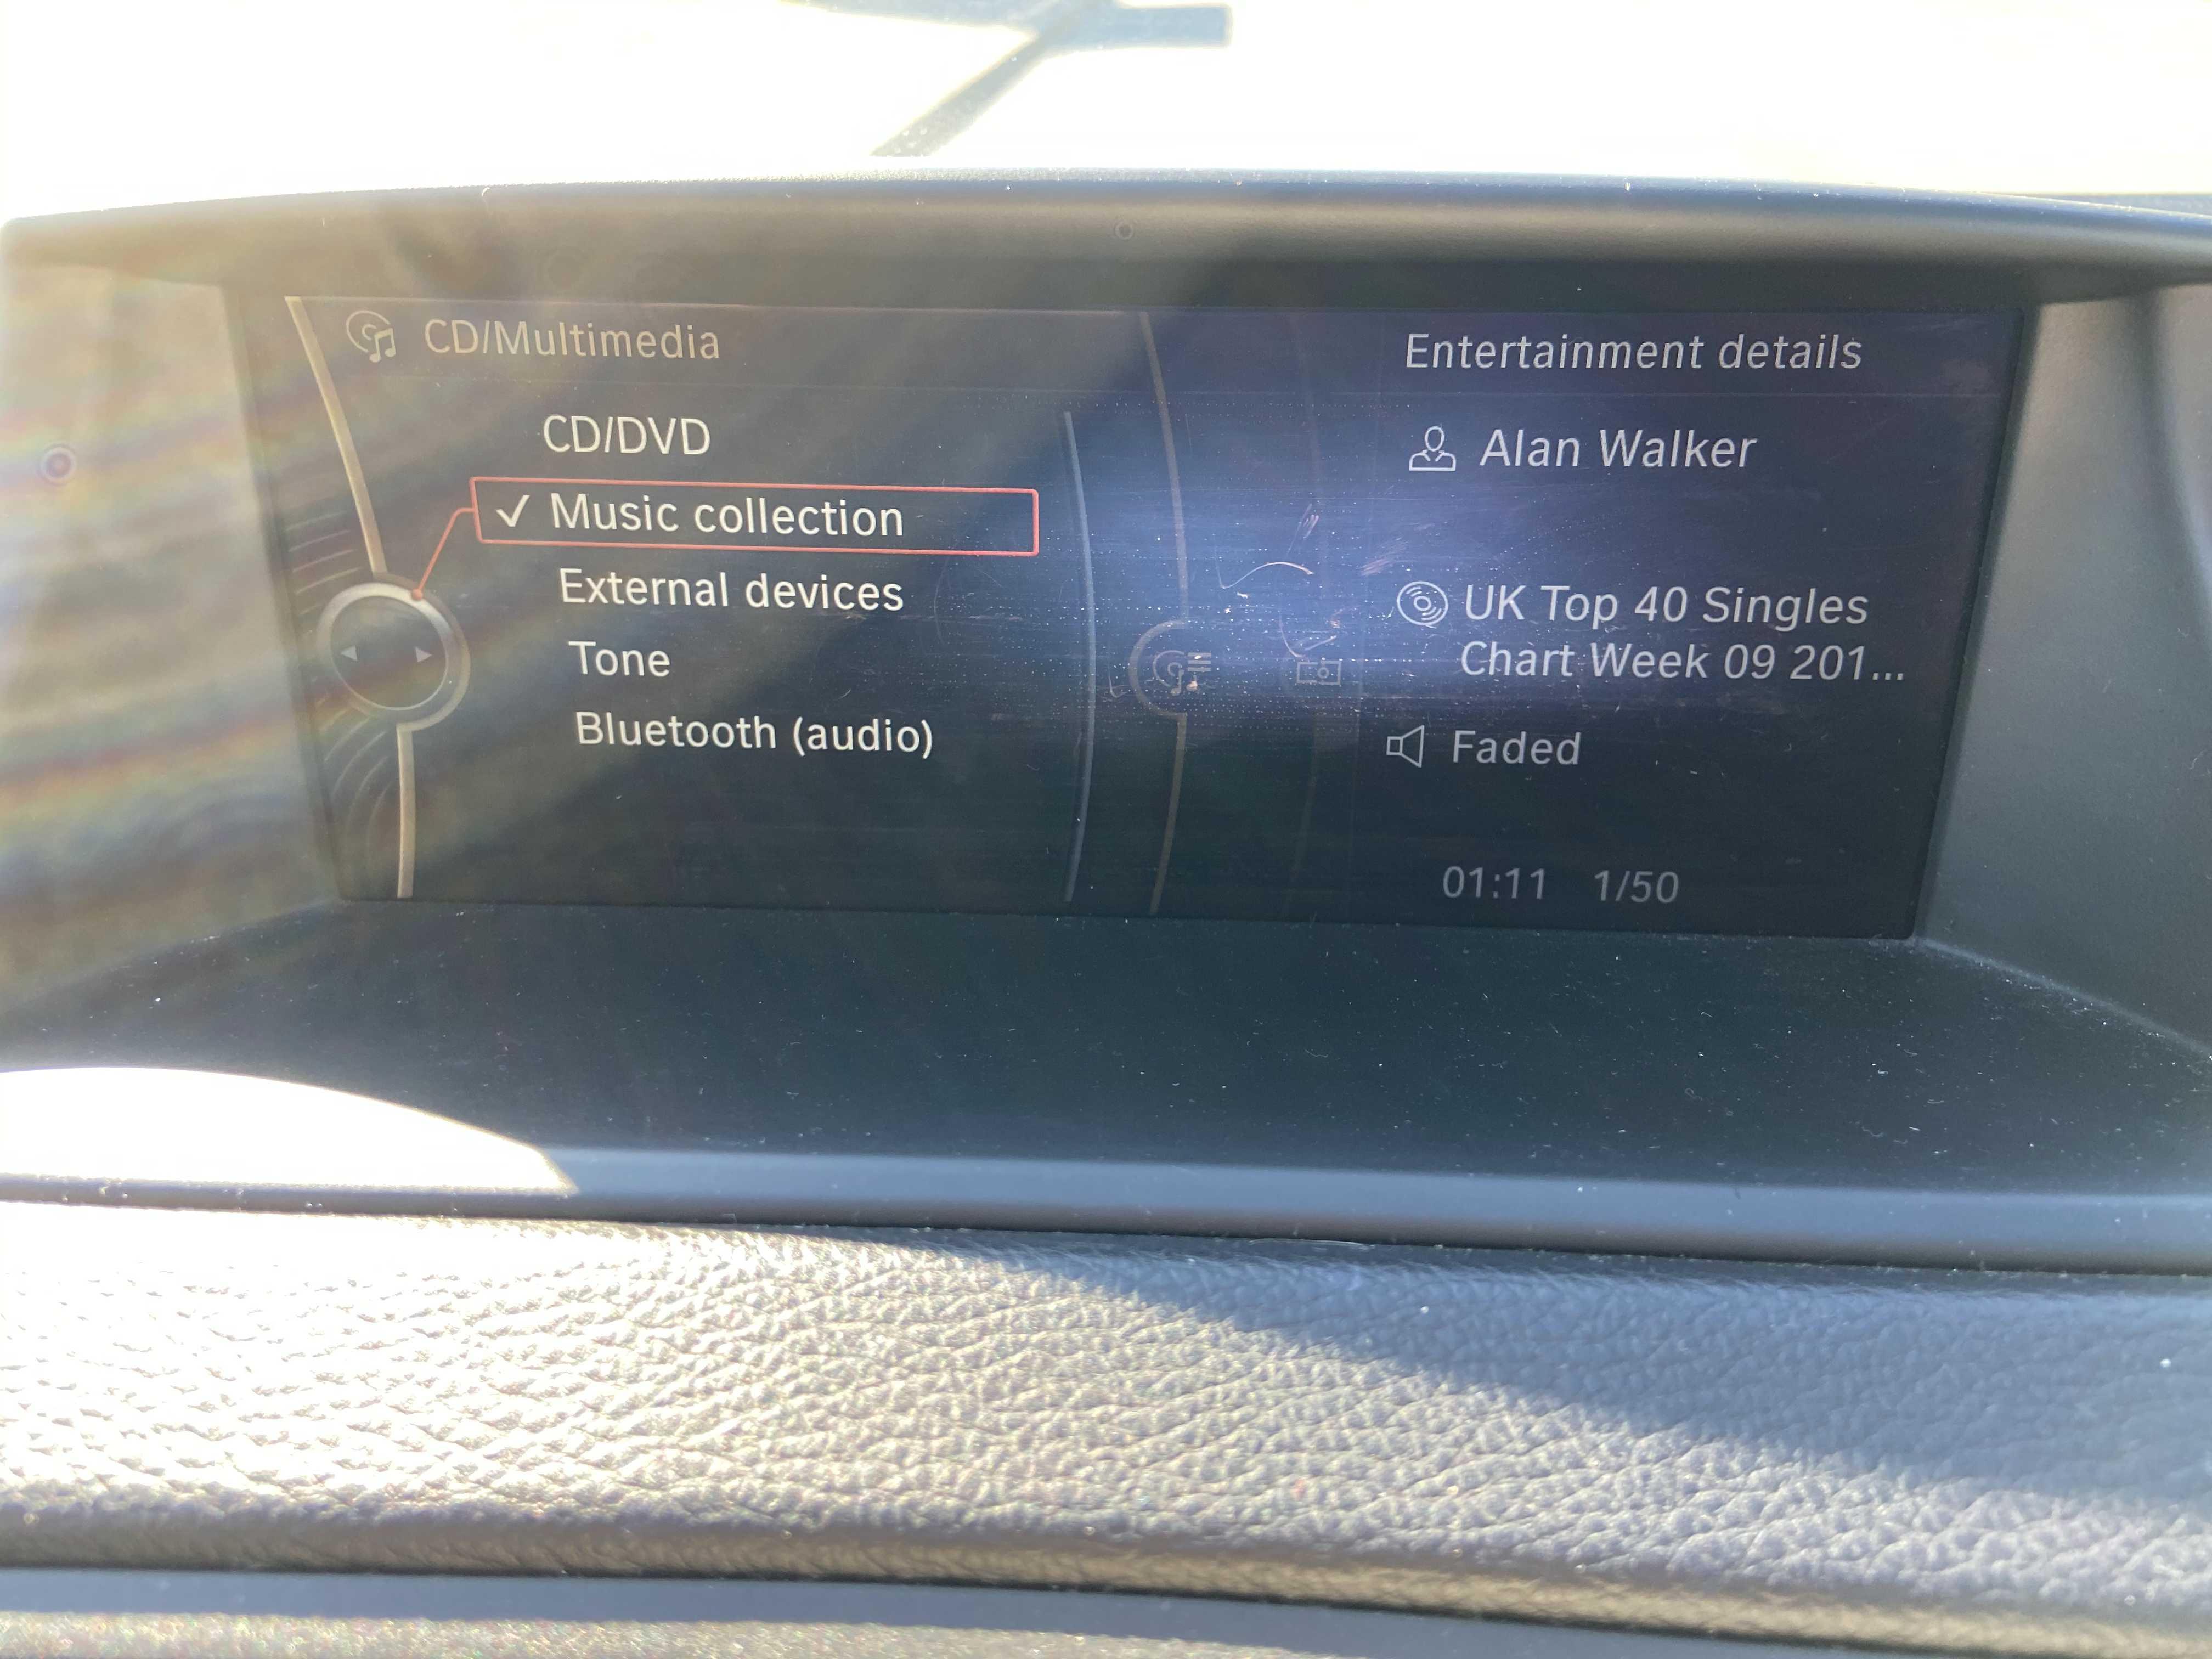 CD/Multimedia
CD/DVD
✓ Music collection
External devices
Tone
Bluetooth (audio)
Entertainment details
Alan Walker
UK Top 40 Singles
Chart Week 09 201...
Faded
01:11 1/50